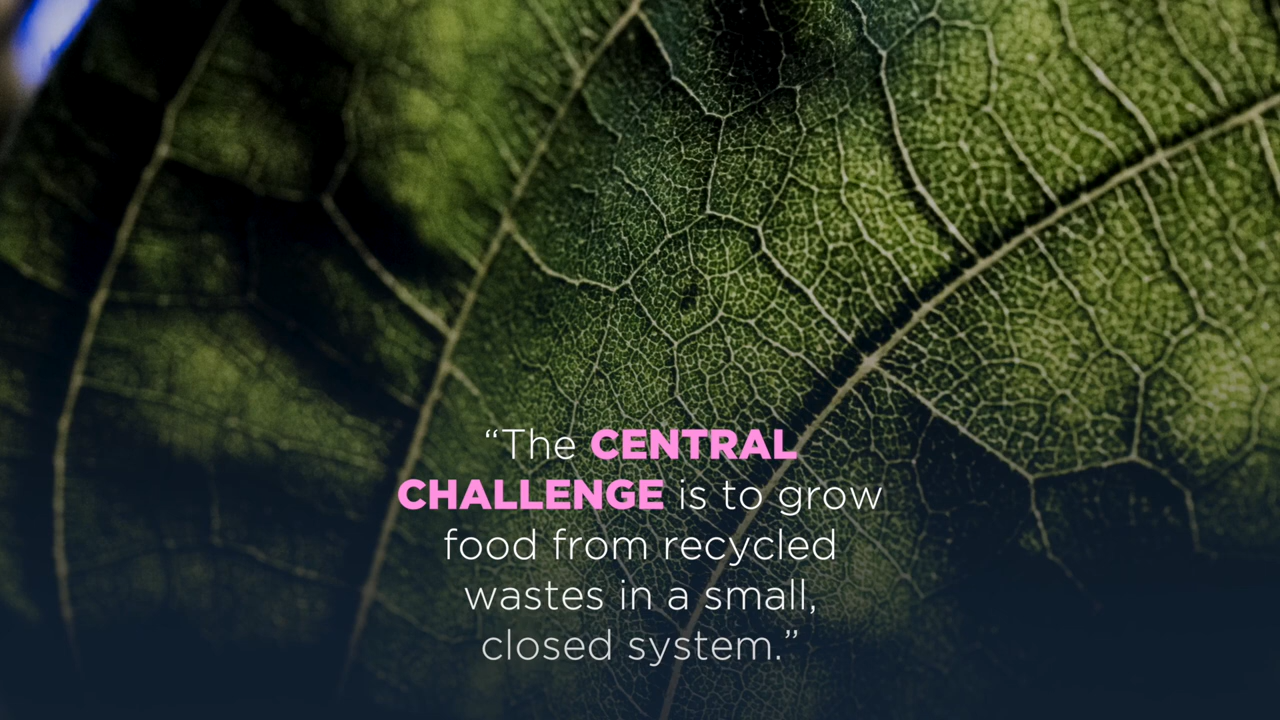 “The CENTRAL
CHALLENGE is to grow
food from recycled
wastes in a small,
closed system.”